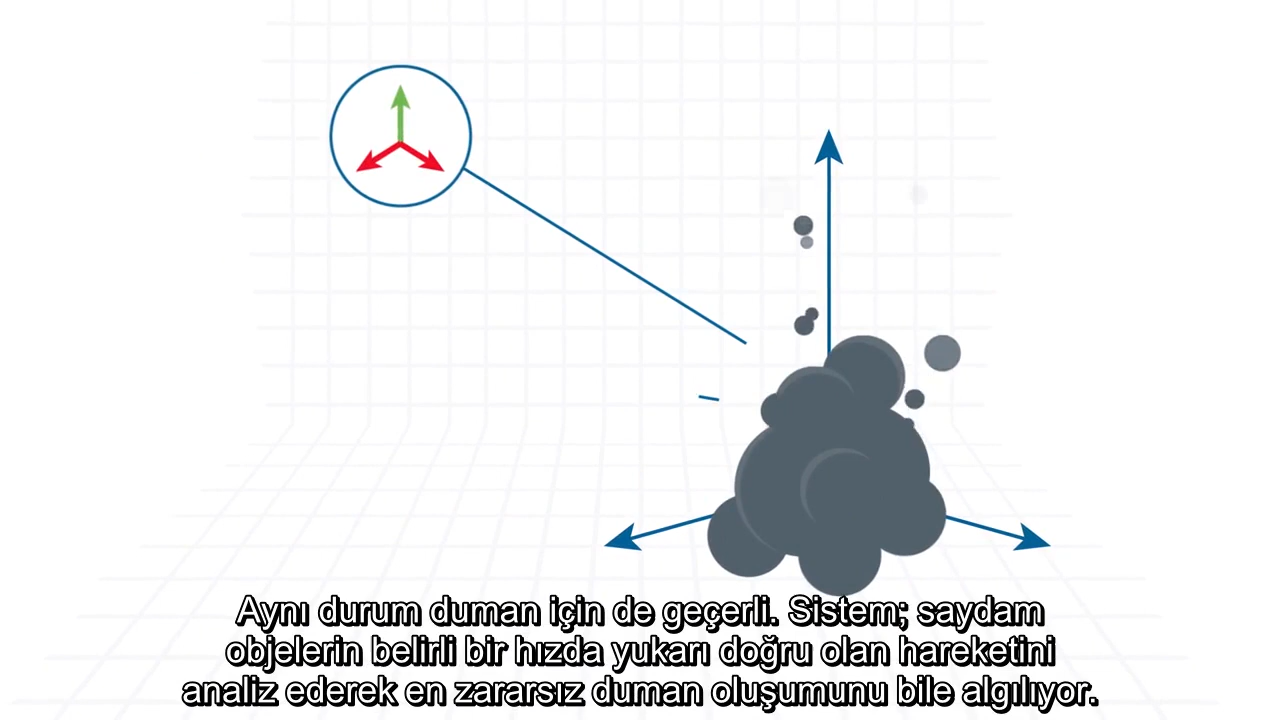 Aynı durum duman için de geçerli. Sistem; saydam
objelerin belirli bir hızda yukarı doğru olan hareketini
analiz ederek en zararsız duman oluşumunu bile algılıyor.